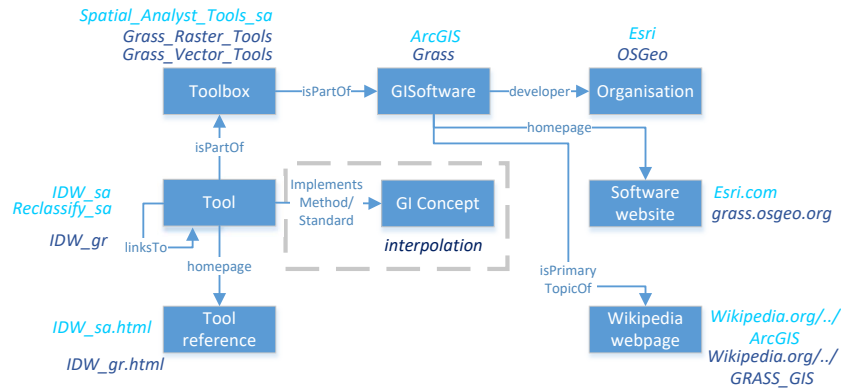 Spatial_Analyst_Tools_sa
Grass_Raster_Tools
Grass_Vector_Tools
ArcGIS
Grass
Esri
OSGeo
Toolbox
isPartOf
GISoftware
developer
Organisation
homepage
isPartOf
IDW_sa
Reclassify_sa
IDW_gr
linksTo
Tool
Implements
Method/
Standard
GI Concept
interpolation
Software
website
Esri.com
grass.osgeo.org
homepage
isPrimary
TopicOf
IDW_sa.html
IDW_gr.html
Tool
reference
Wikipedia
webpage
Wikipedia.org/../
ArcGIS
Wikipedia.org/../
GRASS_GIS